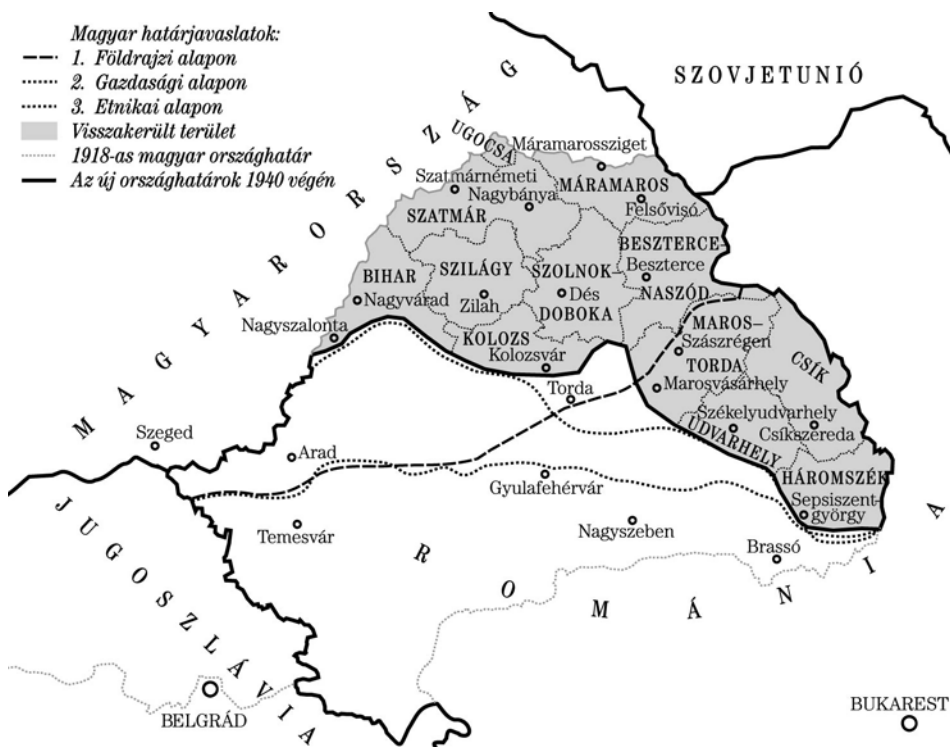 Magyar határjavaslatok:
1. Földrajzi alapon
2. Gazdasági alapon
3. Etnikai alapon
Visszakerült terület
1918-as magyar országhatár
Az új országhatárok 1940 végén
SZOVJETUNIÓ
MAGYARORSZÁG
UGOCSA
Máramarossziget
Szatmárnémeti
Nagybánya
MÁRAMAROS
Felsővisó
SZATMÁR
BESZTERCE–
Beszterce
NASZÓD
BIHAR
Nagyvárad
SZILÁGY
Zilah
SZOLNOK–
Dés
DOBOKA
Nagyszalonta
KOLOZS
Kolozsvár
MAROS–
Szászrégen
TORDA
Marosvásárhely
CSÍK
Torda
Székelyudvarhely
Csíkszereda
UDVARHELY
Szeged
Arad
Gyulafehérvár
HÁROMSZÉK
Sepsiszent-
györgy
Temesvár
Nagyszeben
Brassó
ROMÁNIA
JUGOSZLÁVIA
BELGRÁD
BUKAREST